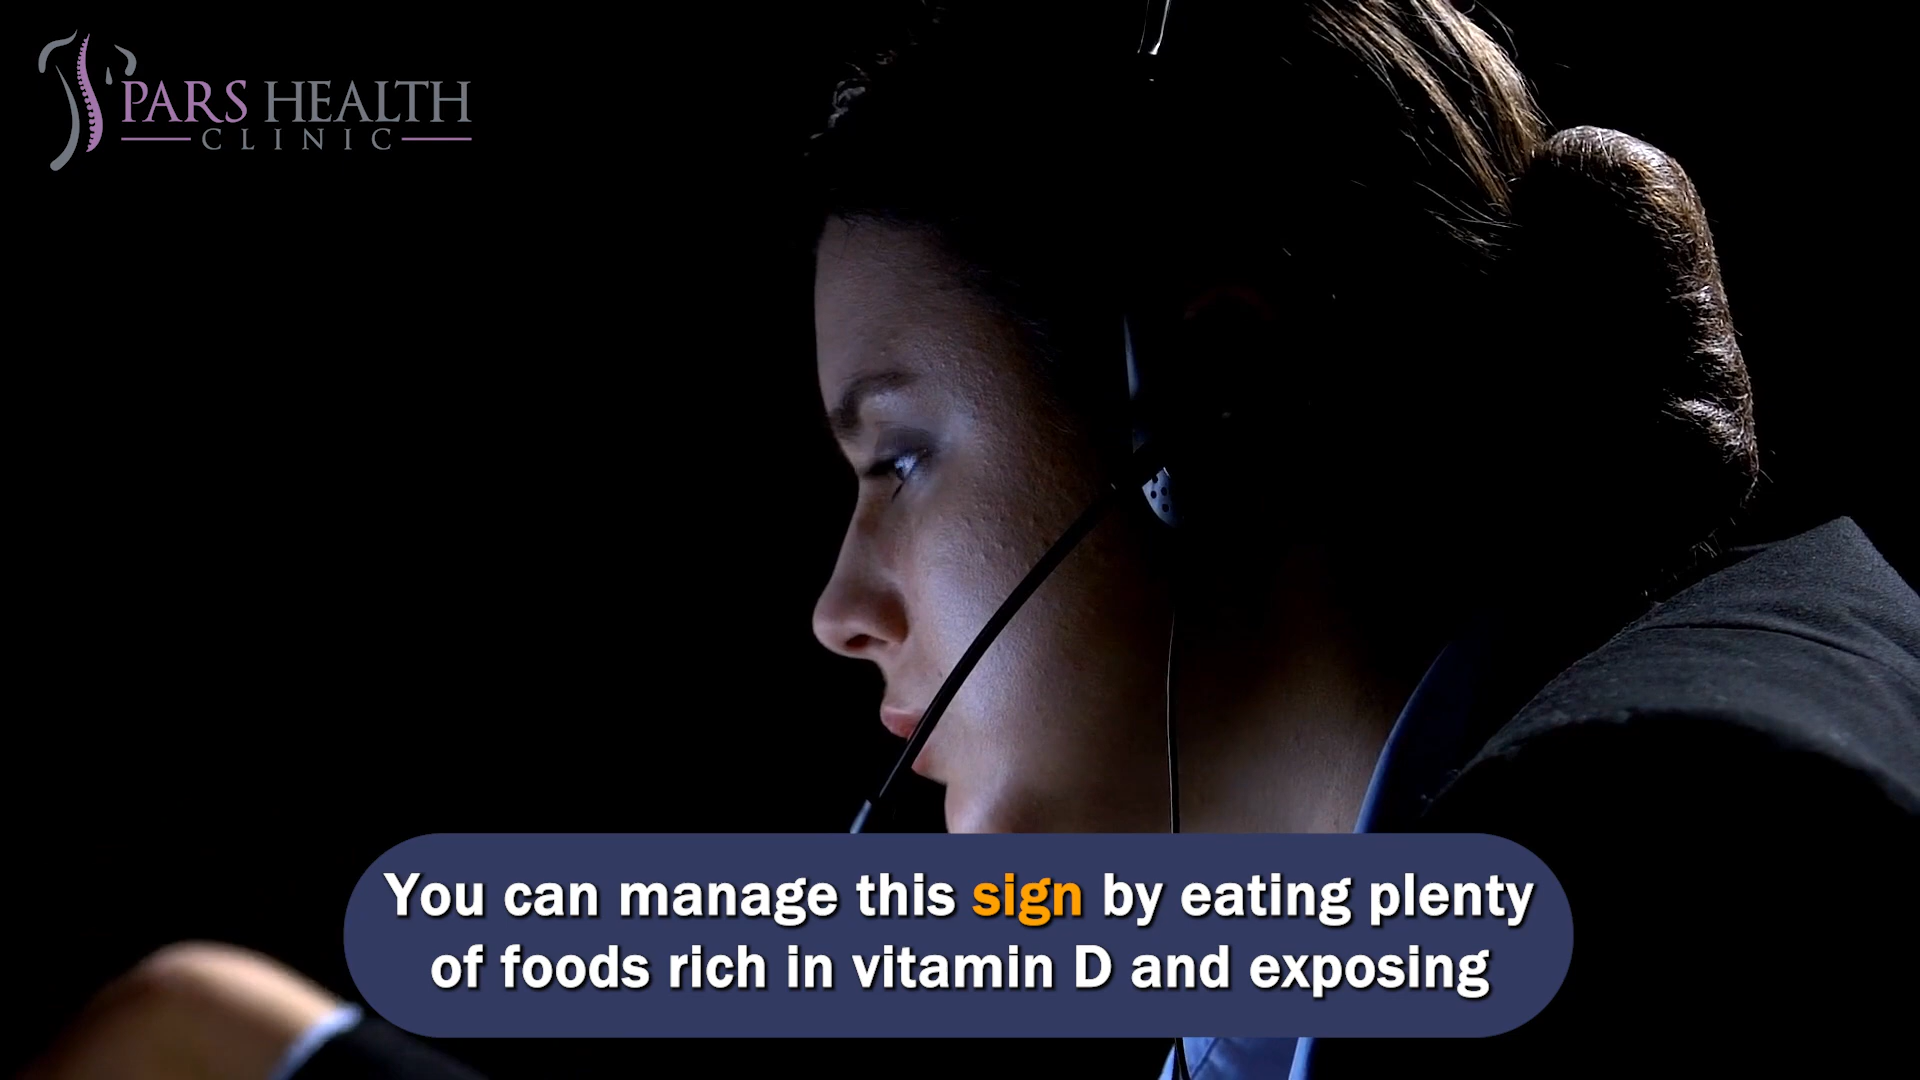 PARS HEALTH
CLINIC
You can manage this sign by eating plenty
of foods rich in vitamin D and exposing